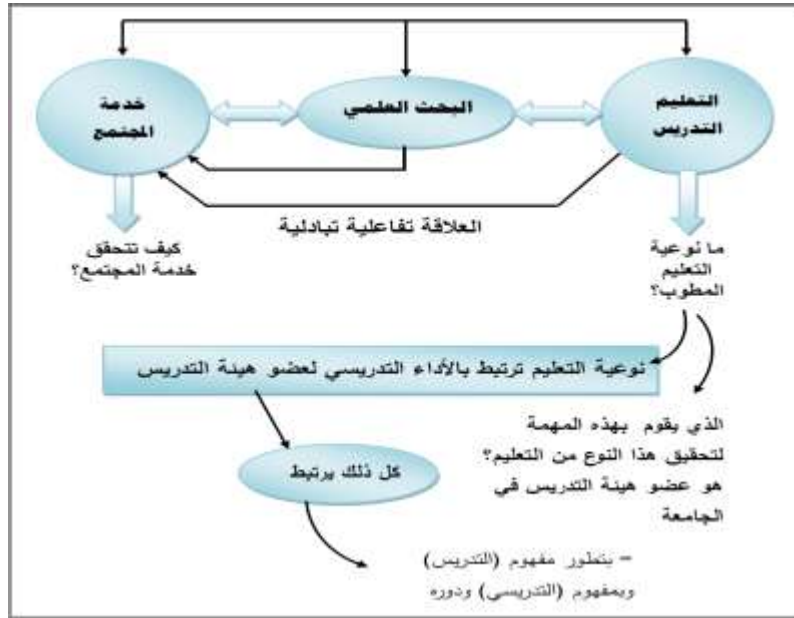 التعليم
التدريس
البحث العلمي
خدمة
المجتمع
العلاقة تفاعلية تبادلية
ما نوعية
التعليم
المطوب؟
كيف تتحقق
خدمة المجتمع؟
نوعية التعليم ترتبط بالأداء التدريسي لعضو هيئة التدريس
الذي يقوم بهذه المهمة
لتحقيق هذا النوع من التعليم؟
هو عضو هيئة التدريس في
الجامعة
كل ذلك يرتبط
- بتطور مفهوم (التدريس)
وبمفهوم (التدريسي) ودوره